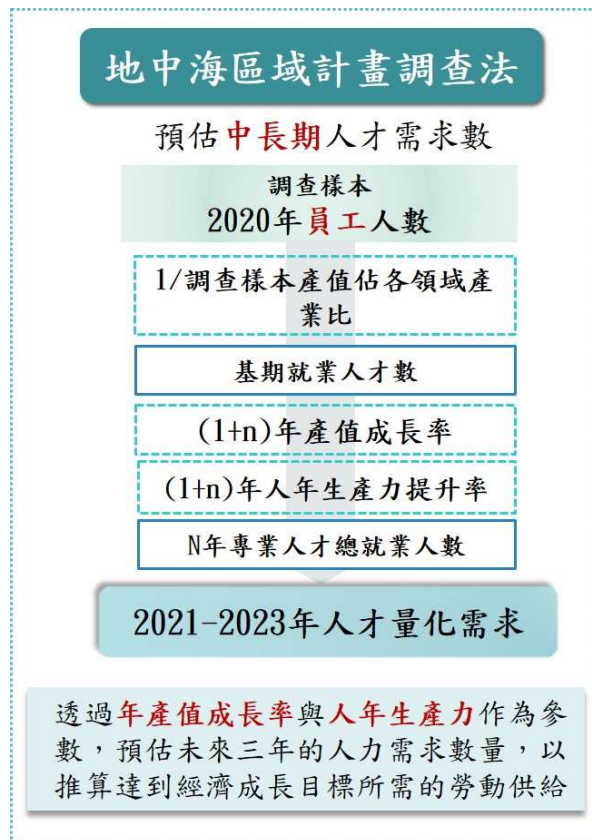 地中海區域計畫調查法
預估中長期人才需求數
調查樣本
2020年員工人數
1/調查樣本產值佔各領域產
業比
基期就業人才數
(1+n)年產值成長率
(1+n)年人年生產力提升率
N年專業人才總就業人數
2021-2023年人才量化需求
透過年產值成長率與人年生產力作為參
數，預估未來三年的人力需求數量，以
推算達到經濟成長目標所需的勞動供給